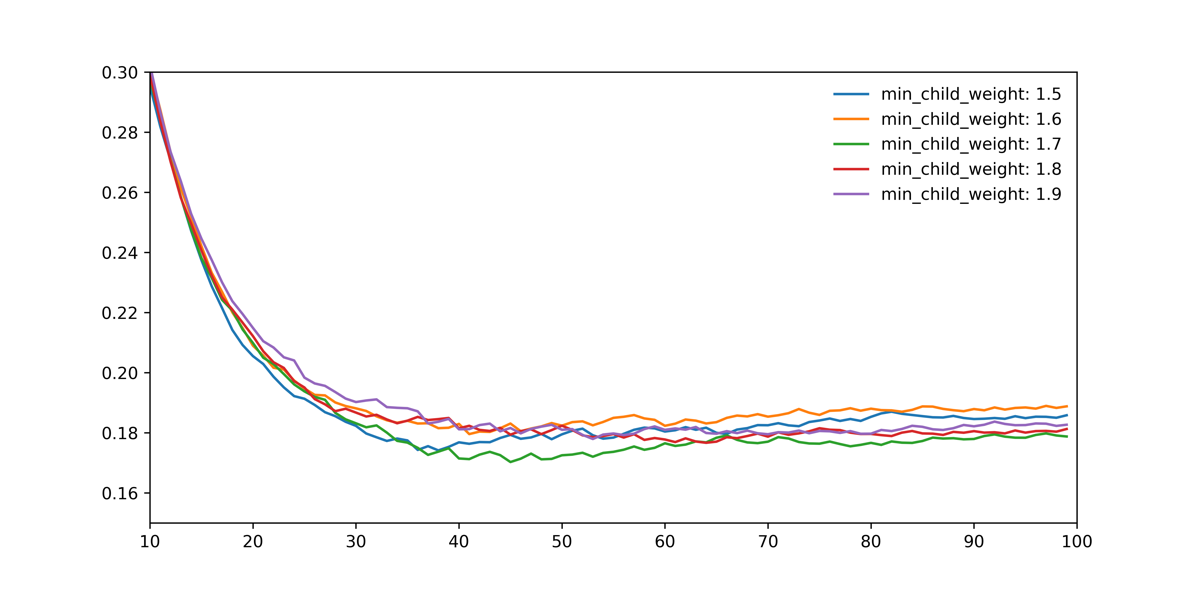 0.30
0.28
0.26
0.24
0.22
0.20
0.18
0.16
10 20 30 40 50 60 70 80 90 100
min_child_weight: 1.5
min_child_weight: 1.6
min_child_weight: 1.7
min_child_weight: 1.8
min_child_weight: 1.9